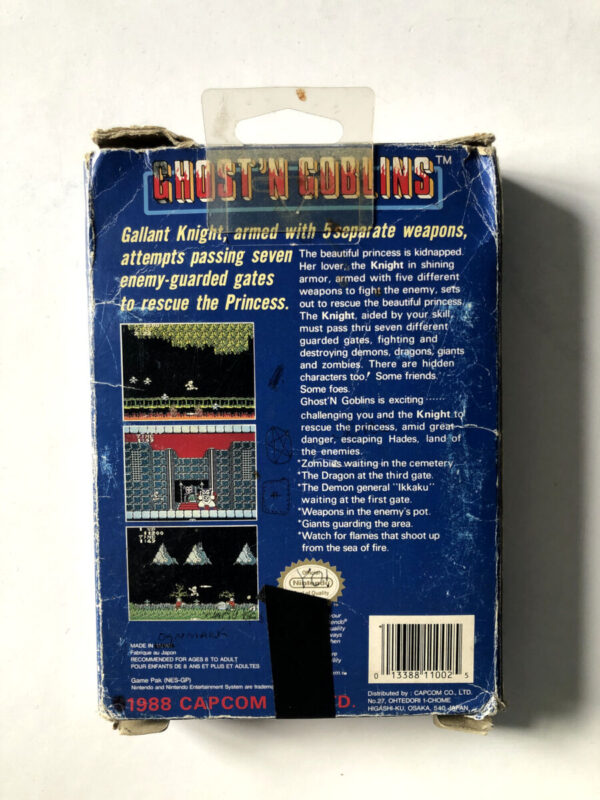 GHOST'N GOBLINS™
Gallant Knight, armed with 5 separate weapons,
attempts passing seven
enemy-guarded gates
to rescue the Princess.
The beautiful princess is kidnapped.
Her lover, the Knight in shining
armor, armed with five different
weapons to fight the enemy, sets
out to rescue the beautiful princess.
The Knight, aided by your skill,
must pass thru seven different
guarded gates, fighting and
destroying demons, dragons, giants
and zombies. There are hidden
characters too! Some friends.
Some foes.
Ghost'N Goblins is exciting ······
challenging you and the Knight to
rescue the princess, amid great
danger, escaping Hades, land of
the enemies.
*Zombies waiting in the cemetery.
*The Dragon at the third gate.
*The Demon general "Ikkaku"
waiting at the first gate.
*Weapons in the enemy's pot.
*Giants guarding the area.
*Watch for flames that shoot up
from the sea of fire.
Official
Nintendo
of Quality
MADE IN
Fabrique au Japon
RECOMMENDED FOR AGES 8 TO ADULT
POUR ENFANTS DE 8 ANS ET PLUS ET ADULTES
Game Pak (NES-GP)
Nintendo and Nintendo Entertainment System are
1988 CAPCOM
0 13388 11002 5
Distributed by : CAPCOM CO., LTD.
No.27, OHTEDORI 1-CHOME,
HIGASHI-KU, OSAKA, 540 JAPAN